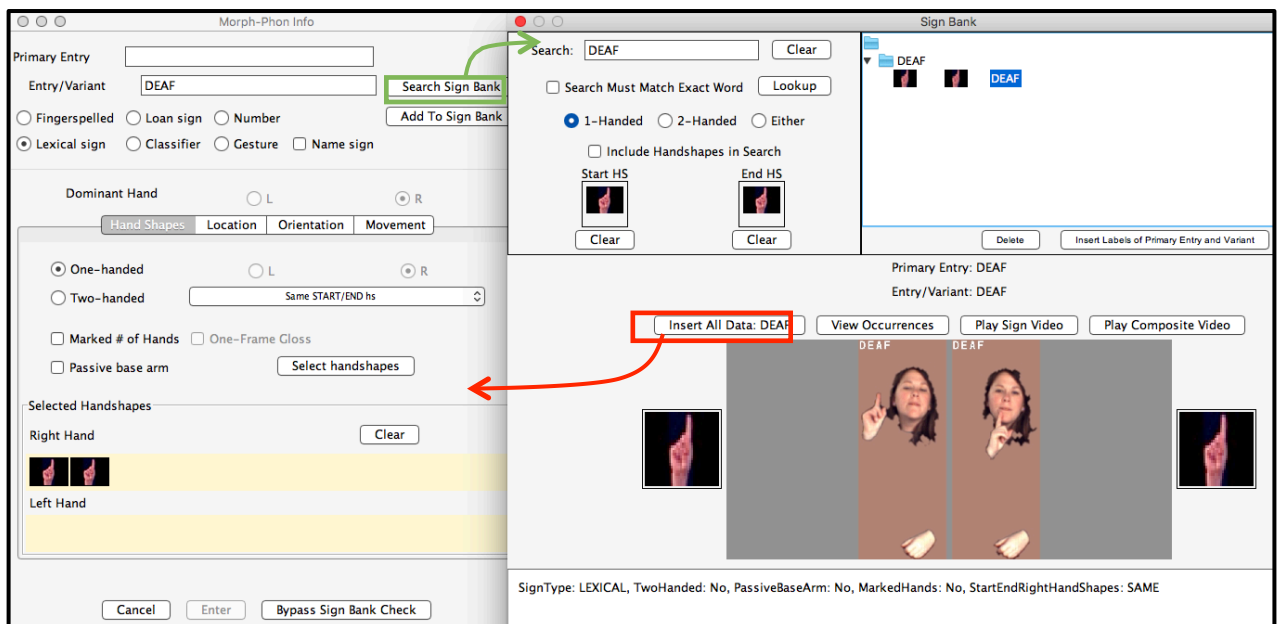 Morph-Phon Info
Primary Entry
Entry/Variant DEAF Search Sign Bank
Fingerspelled Loan sign Number Add To Sign Bank
Lexical sign Classifier Gesture Name sign
Dominant Hand L R
Hand Shapes Location Orientation Movement
One-handed L R
Two-handed Same START/END hs
Marked # of Hands One-Frame Gloss
Passive base arm Select handshapes
Selected Handshapes
Right Hand Clear
Left Hand
Cancel Enter Bypass Sign Bank Check
Sign Bank
Search: DEAF Clear
Search Must Match Exact Word Lookup
1-Handed 2-Handed Either
Include Handshapes in Search
Start HS End HS
Clear Clear
DEAF
DEAF
Delete Insert Labels of Primary Entry and Variant
Primary Entry: DEAF
Entry/Variant: DEAF
Insert All Data: DEAF View Occurrences Play Sign Video Play Composite Video
DEAF DEAF
SignType: LEXICAL, TwoHanded: No, PassiveBaseArm: No, MarkedHands: No, StartEndRightHandShapes: SAME